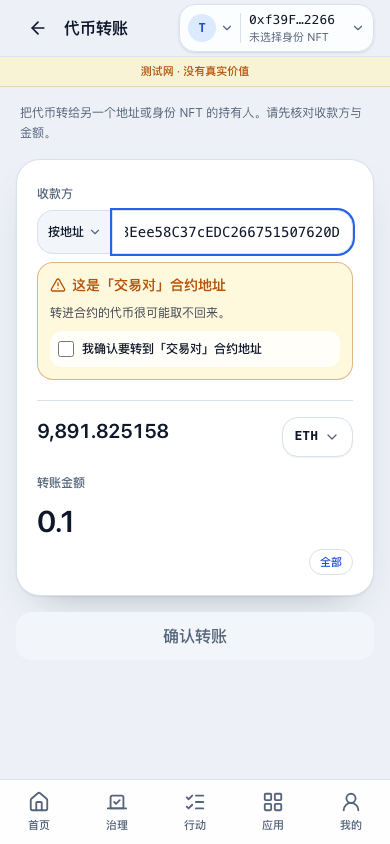 代币转账
T
0xf39F…2266
未选择身份 NFT
测试网 · 没有真实价值
把代币转给另一个地址或身份 NFT 的持有人。请先核对收款方与
金额。
收款方
按地址
3Eee58C37cEDC266751507620D
这是「交易对」合约地址
转进合约的代币很可能取不回来。
我确认要转到「交易对」合约地址
9,891.825158
ETH
转账金额
0.1
全部
确认转账
首页
治理
行动
应用
我的